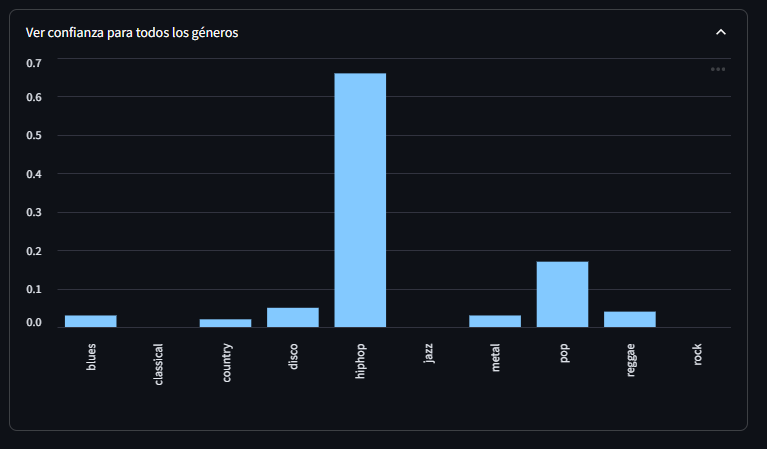 Ver confianza para todos los géneros
0.7
0.6
0.5
0.4
0.3
0.2
0.1
0.0
blues
classical
country
disco
hiphop
jazz
metal
pop
reggae
rock